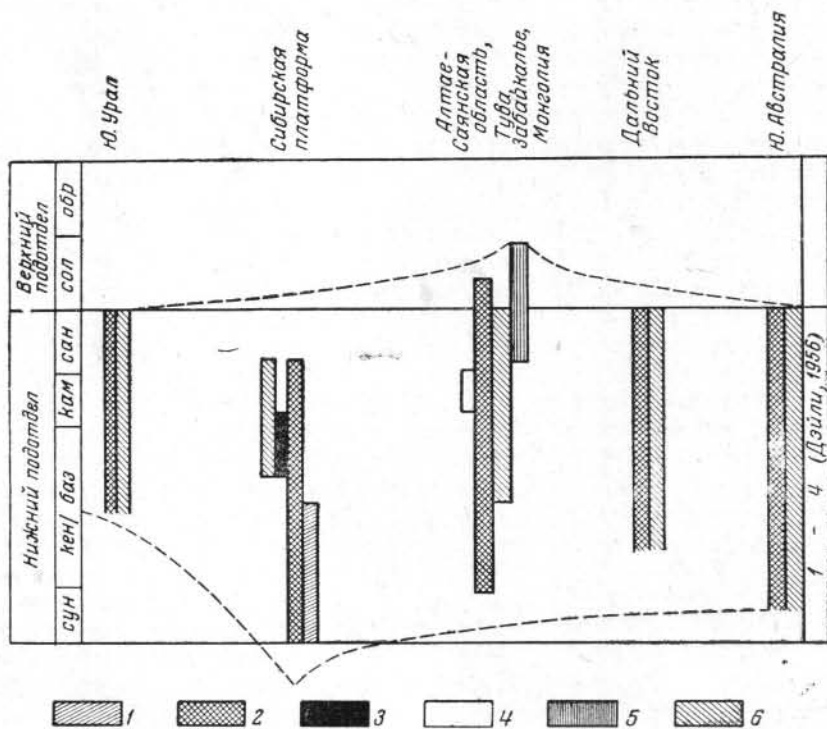 Ю. Урал
Сибирская
платформа
Алтае-
Саянская
область,
Тува,
Забайкалье,
Монголия
Дальний
Восток
Ю. Австралия
Верхний
подотдел
обр
сол
Нижний подотдел
сан
кам
баз
кен/
сун
1 - 4 (Дэйли, 1956)
1
2
3
4
5
6